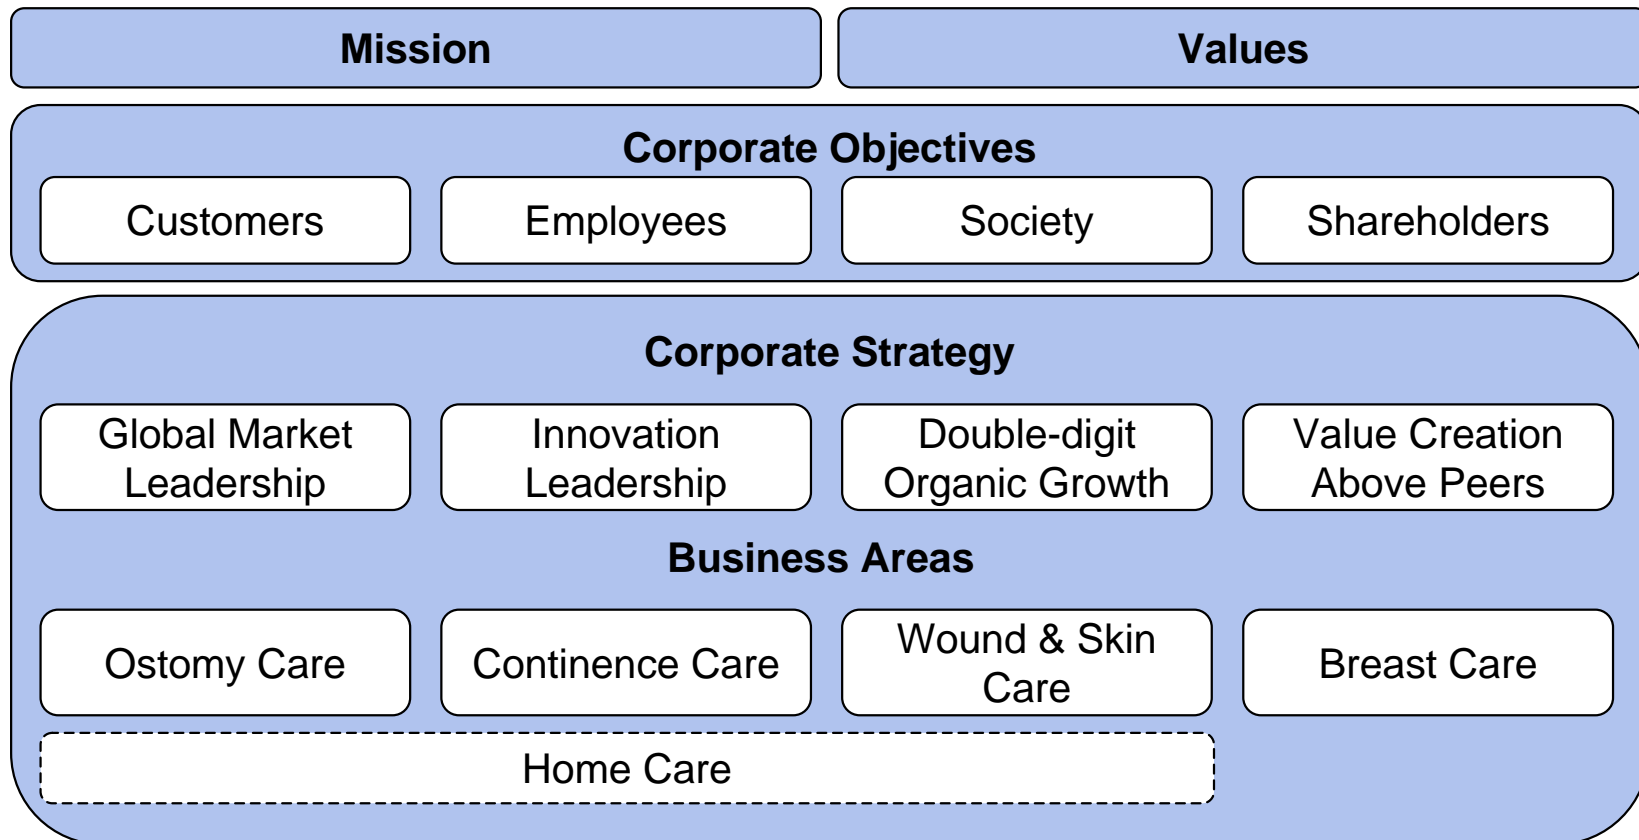 Mission
Values
Corporate Objectives
Customers
Employees
Society
Shareholders
Corporate Strategy
Global Market
Leadership
Innovation
Leadership
Double-digit
Organic Growth
Value Creation
Above Peers
Business Areas
Ostomy Care
Continence Care
Wound & Skin
Care
Breast Care
Home Care